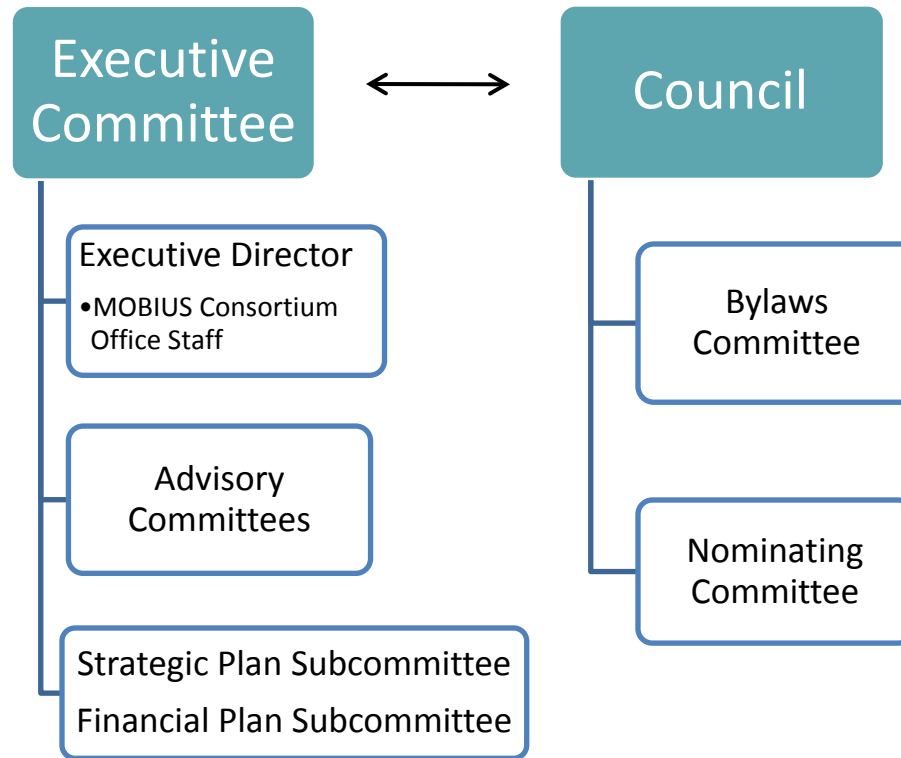 Executive
Committee
Council
Executive Director
•MOBIUS Consortium
Office Staff
Advisory
Committees
Strategic Plan Subcommittee
Financial Plan Subcommittee
Bylaws
Committee
Nominating
Committee